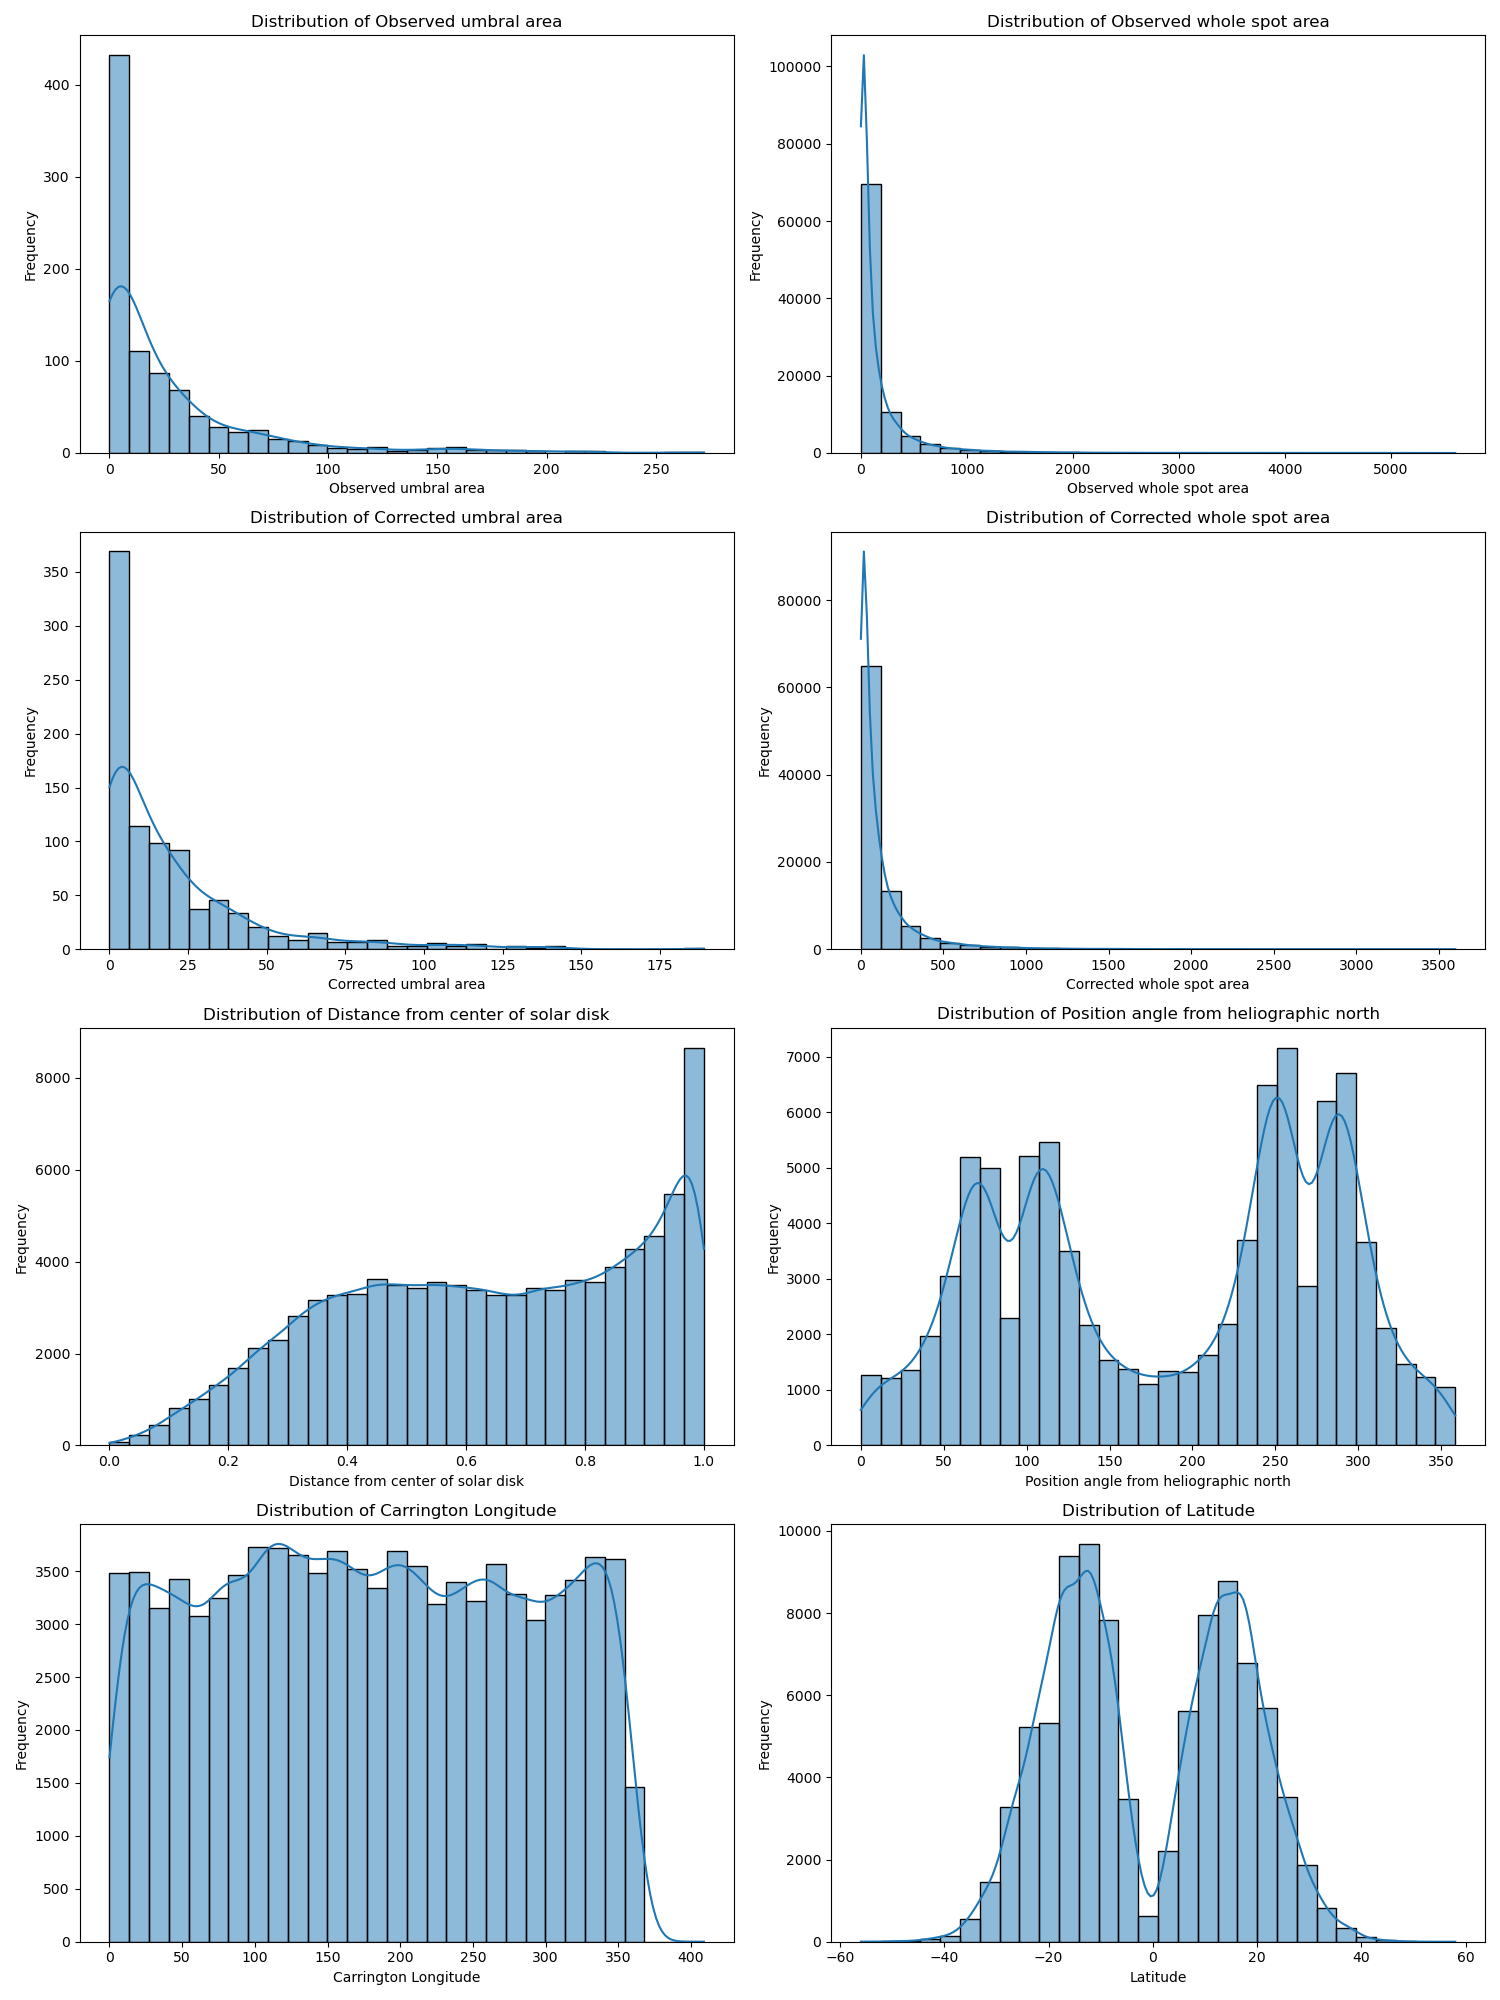 Distribution of Observed umbral area
Frequency
400
300
200
100
0
0 50 100 150 200 250
Observed umbral area
Distribution of Observed whole spot area
Frequency
100000
80000
60000
40000
20000
0
0 1000 2000 3000 4000 5000
Observed whole spot area
Distribution of Corrected umbral area
Frequency
350
300
250
200
150
100
50
0
0 25 50 75 100 125 150 175
Corrected umbral area
Distribution of Corrected whole spot area
Frequency
80000
60000
40000
20000
0
0 500 1000 1500 2000 2500 3000 3500
Corrected whole spot area
Distribution of Distance from center of solar disk
Frequency
8000
6000
4000
2000
0
0.0 0.2 0.4 0.6 0.8 1.0
Distance from center of solar disk
Distribution of Position angle from heliographic north
Frequency
7000
6000
5000
4000
3000
2000
1000
0
0 50 100 150 200 250 300 350
Position angle from heliographic north
Distribution of Carrington Longitude
Frequency
3500
3000
2500
2000
1500
1000
500
0
0 50 100 150 200 250 300 350 400
Carrington Longitude
Distribution of Latitude
Frequency
10000
8000
6000
4000
2000
0
−60 −40 −20 0 20 40 60
Latitude